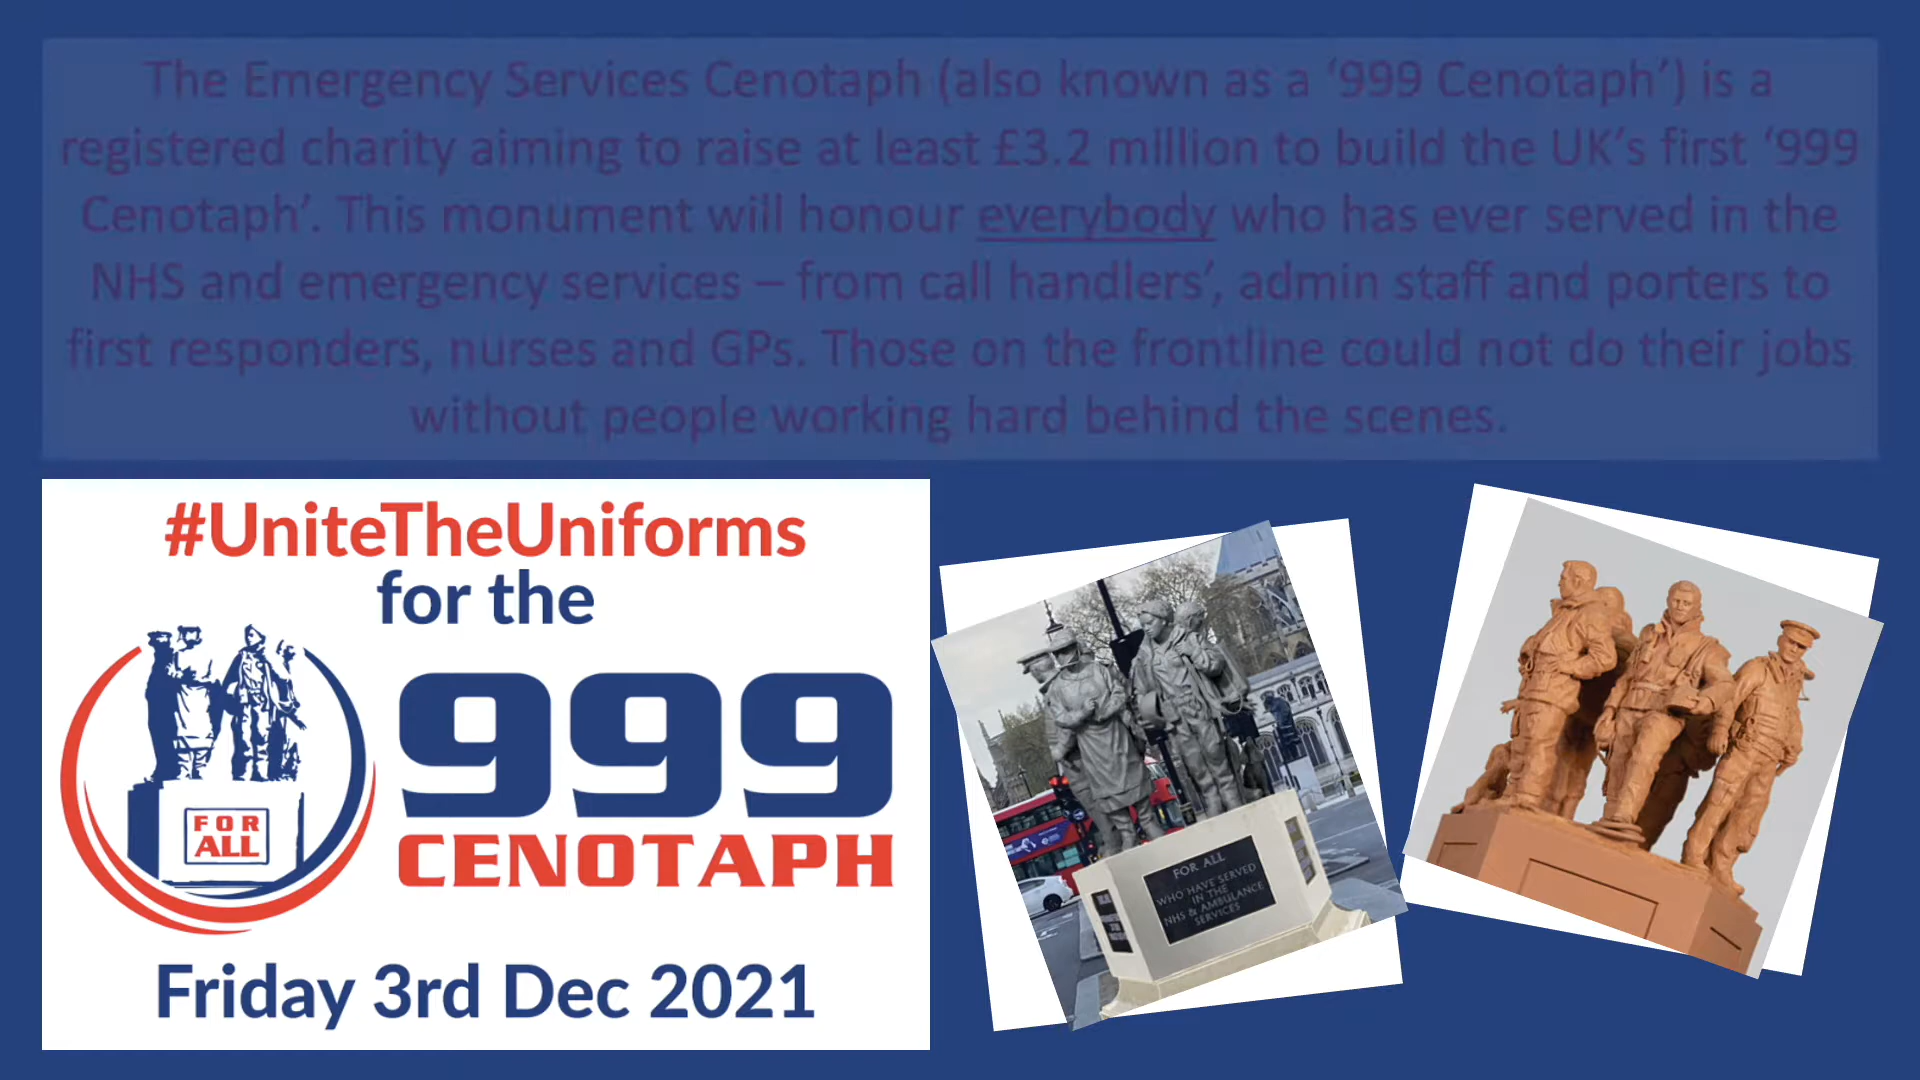 The Emergency Services Cenotaph (also known as a ‘999 Cenotaph’) is a
registered charity aiming to raise at least £3.2 million to build the UK’s first ‘999
Cenotaph’. This monument will honour everybody who has ever served in the
NHS and emergency services – from call handlers’, admin staff and porters to
first responders, nurses and GPs. Those on the frontline could not do their jobs
without people working hard behind the scenes.
#UniteTheUniforms
for the
999
CENOTAPH
FOR
ALL
Friday 3rd Dec 2021
FOR ALL
WHO HAVE SERVED
IN THE
NHS & AMBULANCE
SERVICES